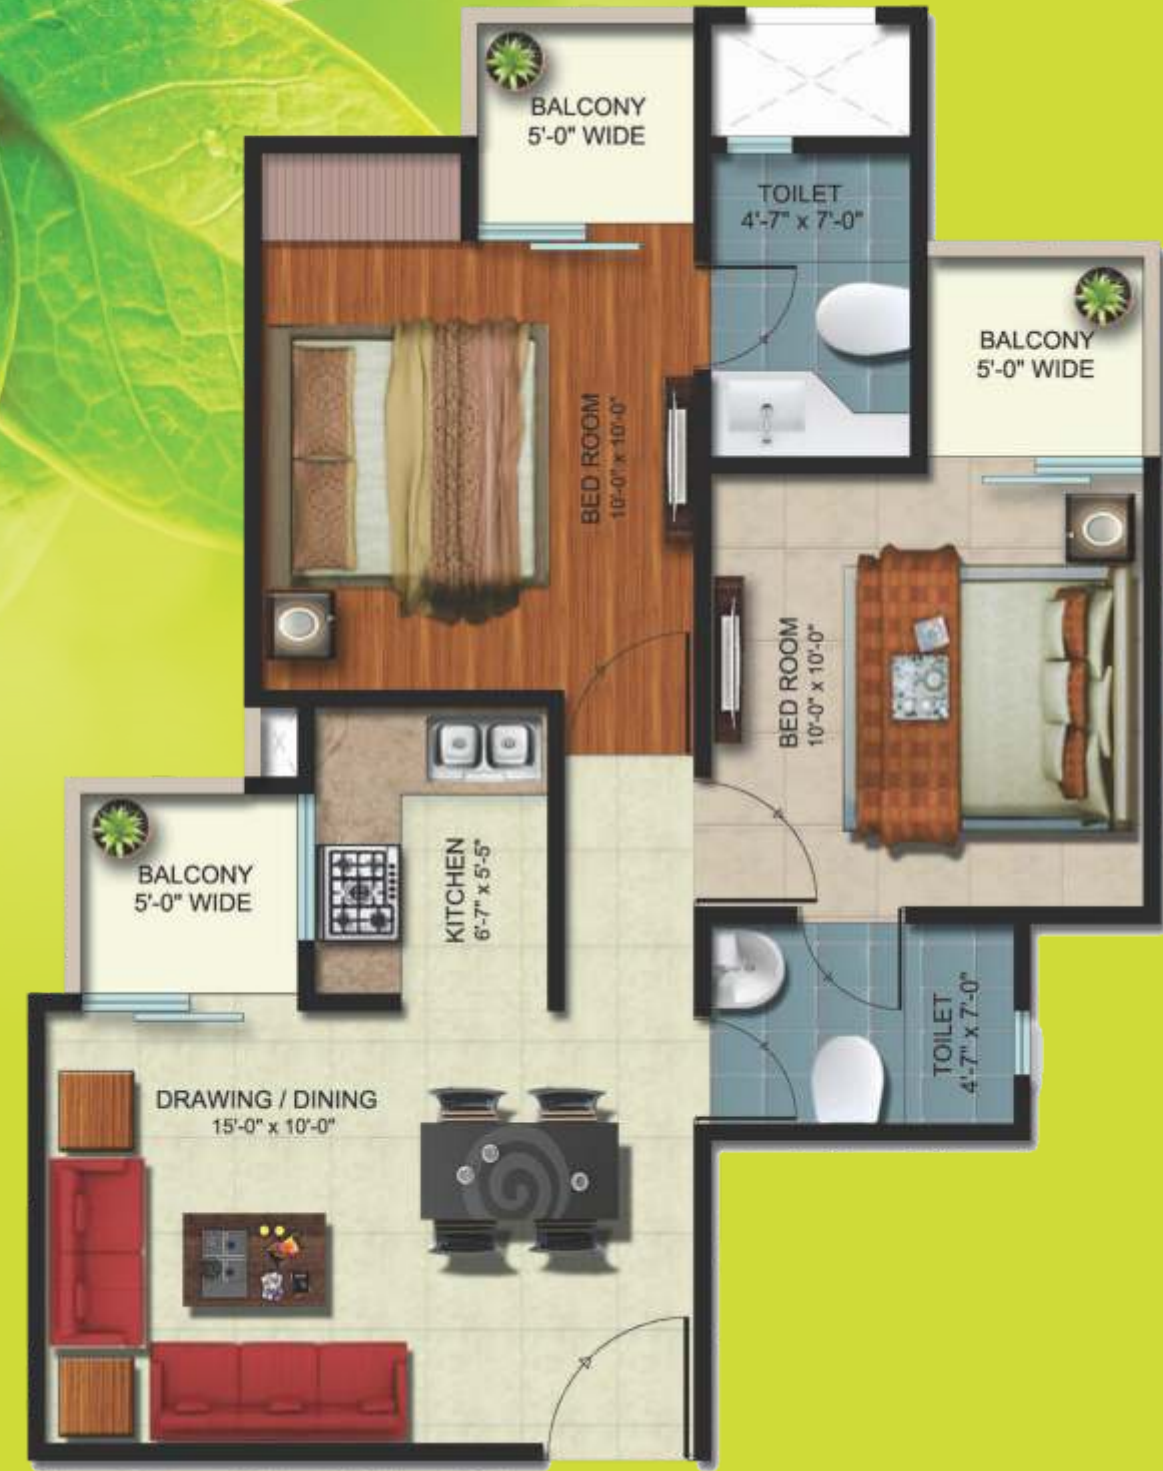 BALCONY
5'-0" WIDE
TOILET
4'-7" x 7'-0"
BALCONY
5'-0" WIDE
BED ROOM
10'-0" x 10'-0"
BED ROOM
10'-0" x 10'-0"
BALCONY
5'-0" WIDE
KITCHEN
6'-7" x 5'-5"
TOILET
4'-7" x 7'-0"
DRAWING / DINING
15'-0" x 10'-0"